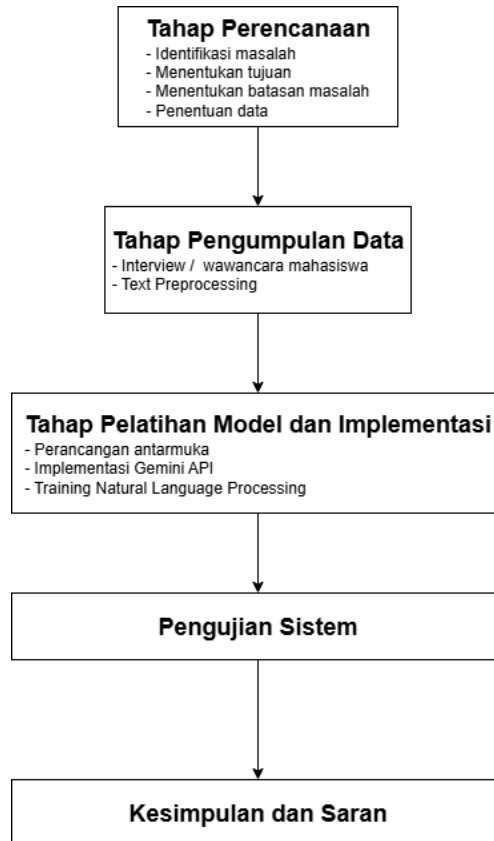 Tahap Perencanaan
- Identifikasi masalah
- Menentukan tujuan
- Menentukan batasan masalah
- Penentuan data
Tahap Pengumpulan Data
- Interview / wawancara mahasiswa
- Text Preprocessing
Tahap Pelatihan Model dan Implementasi
- Perancangan antarmuka
- Implementasi Gemini API
- Training Natural Language Processing
Pengujian Sistem
Kesimpulan dan Saran